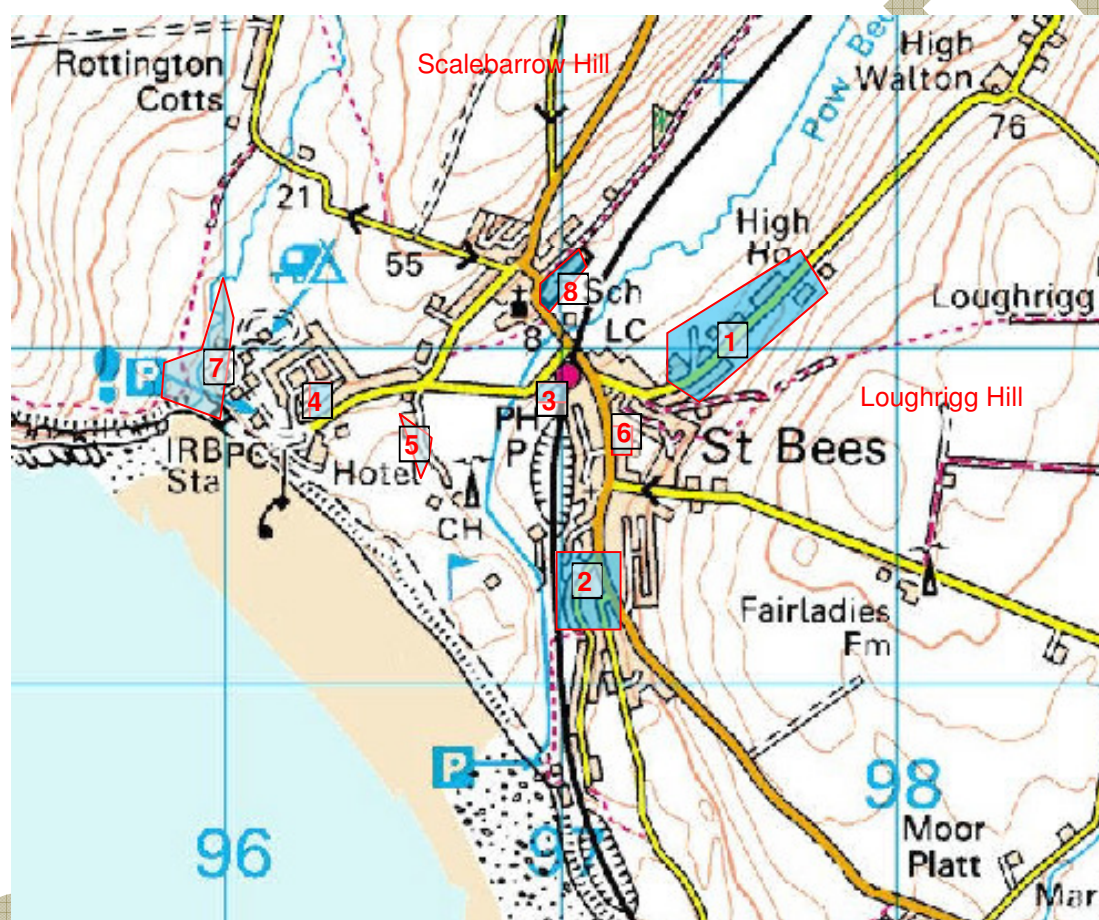 Scalebarrow Hill
High
Walton
Rottington
Cotts
Pow Bec
76
21
High
Ho
55
8
Sch
Loughrigg
LC
8
1
7
P
4
3
Loughrigg Hill
PH
6
5
St Bees
IRB
PC
P
Sta
Hotel
CH
2
Fairladies
Fm
P
98
96
97
Moor
Platt
Mar